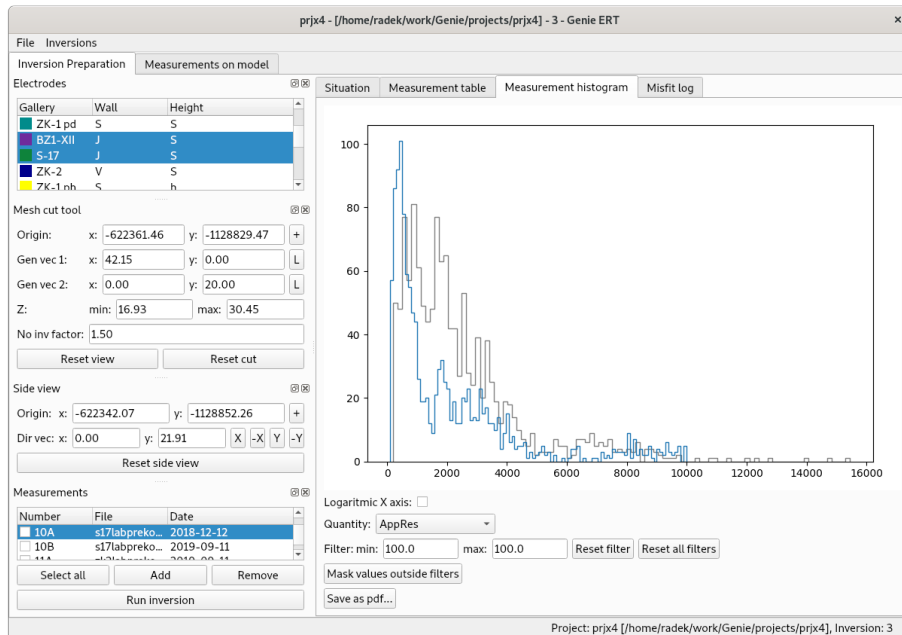 prjx4 - [/home/radek/work/Genie/projects/prjx4] - 3 - Genie ERT ×
File Inversions
Inversion Preparation Measurements on model
Electrodes
Gallery Wall Height
ZK-1 pd S S
BZ1-XII J S
S-17 J S
ZK-2 V S
ZK-1 ph S h
Mesh cut tool
Origin: x: -622361.46 y: -1128829.47 +
Gen vec 1: x: 42.15 y: 0.00 L
Gen vec 2: x: 0.00 y: 20.00 L
Z: min: 16.93 max: 30.45
No inv factor: 1.50
Reset view Reset cut
Side view
Origin: x: -622342.07 y: -1128852.26 +
Dir vec: x: 0.00 y: 21.91 X -X Y -Y
Reset side view
Measurements
Number File Date
10A s17labpreko... 2018-12-12
10B s17labpreko... 2019-09-11
Select all Add Remove
Run inversion
Situation Measurement table Measurement histogram Misfit log
100
80
60
40
20
0
0 2000 4000 6000 8000 10000 12000 14000 16000
Logaritmic X axis:
Quantity: AppRes
Filter: min: 100.0 max: 100.0 Reset filter Reset all filters
Mask values outside filters
Save as pdf...
Project: prjx4 [/home/radek/work/Genie/projects/prjx4], Inversion: 3